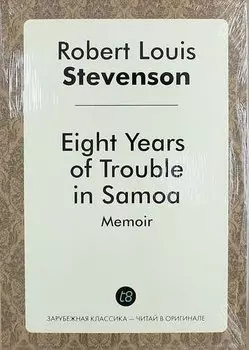 Robert Louis
Stevenson
Eight Years
of Trouble
in Samoa
Memoir
t8
ЗАРУБЕЖНАЯ КЛАССИКА — ЧИТАЙ В ОРИГИНАЛЕ